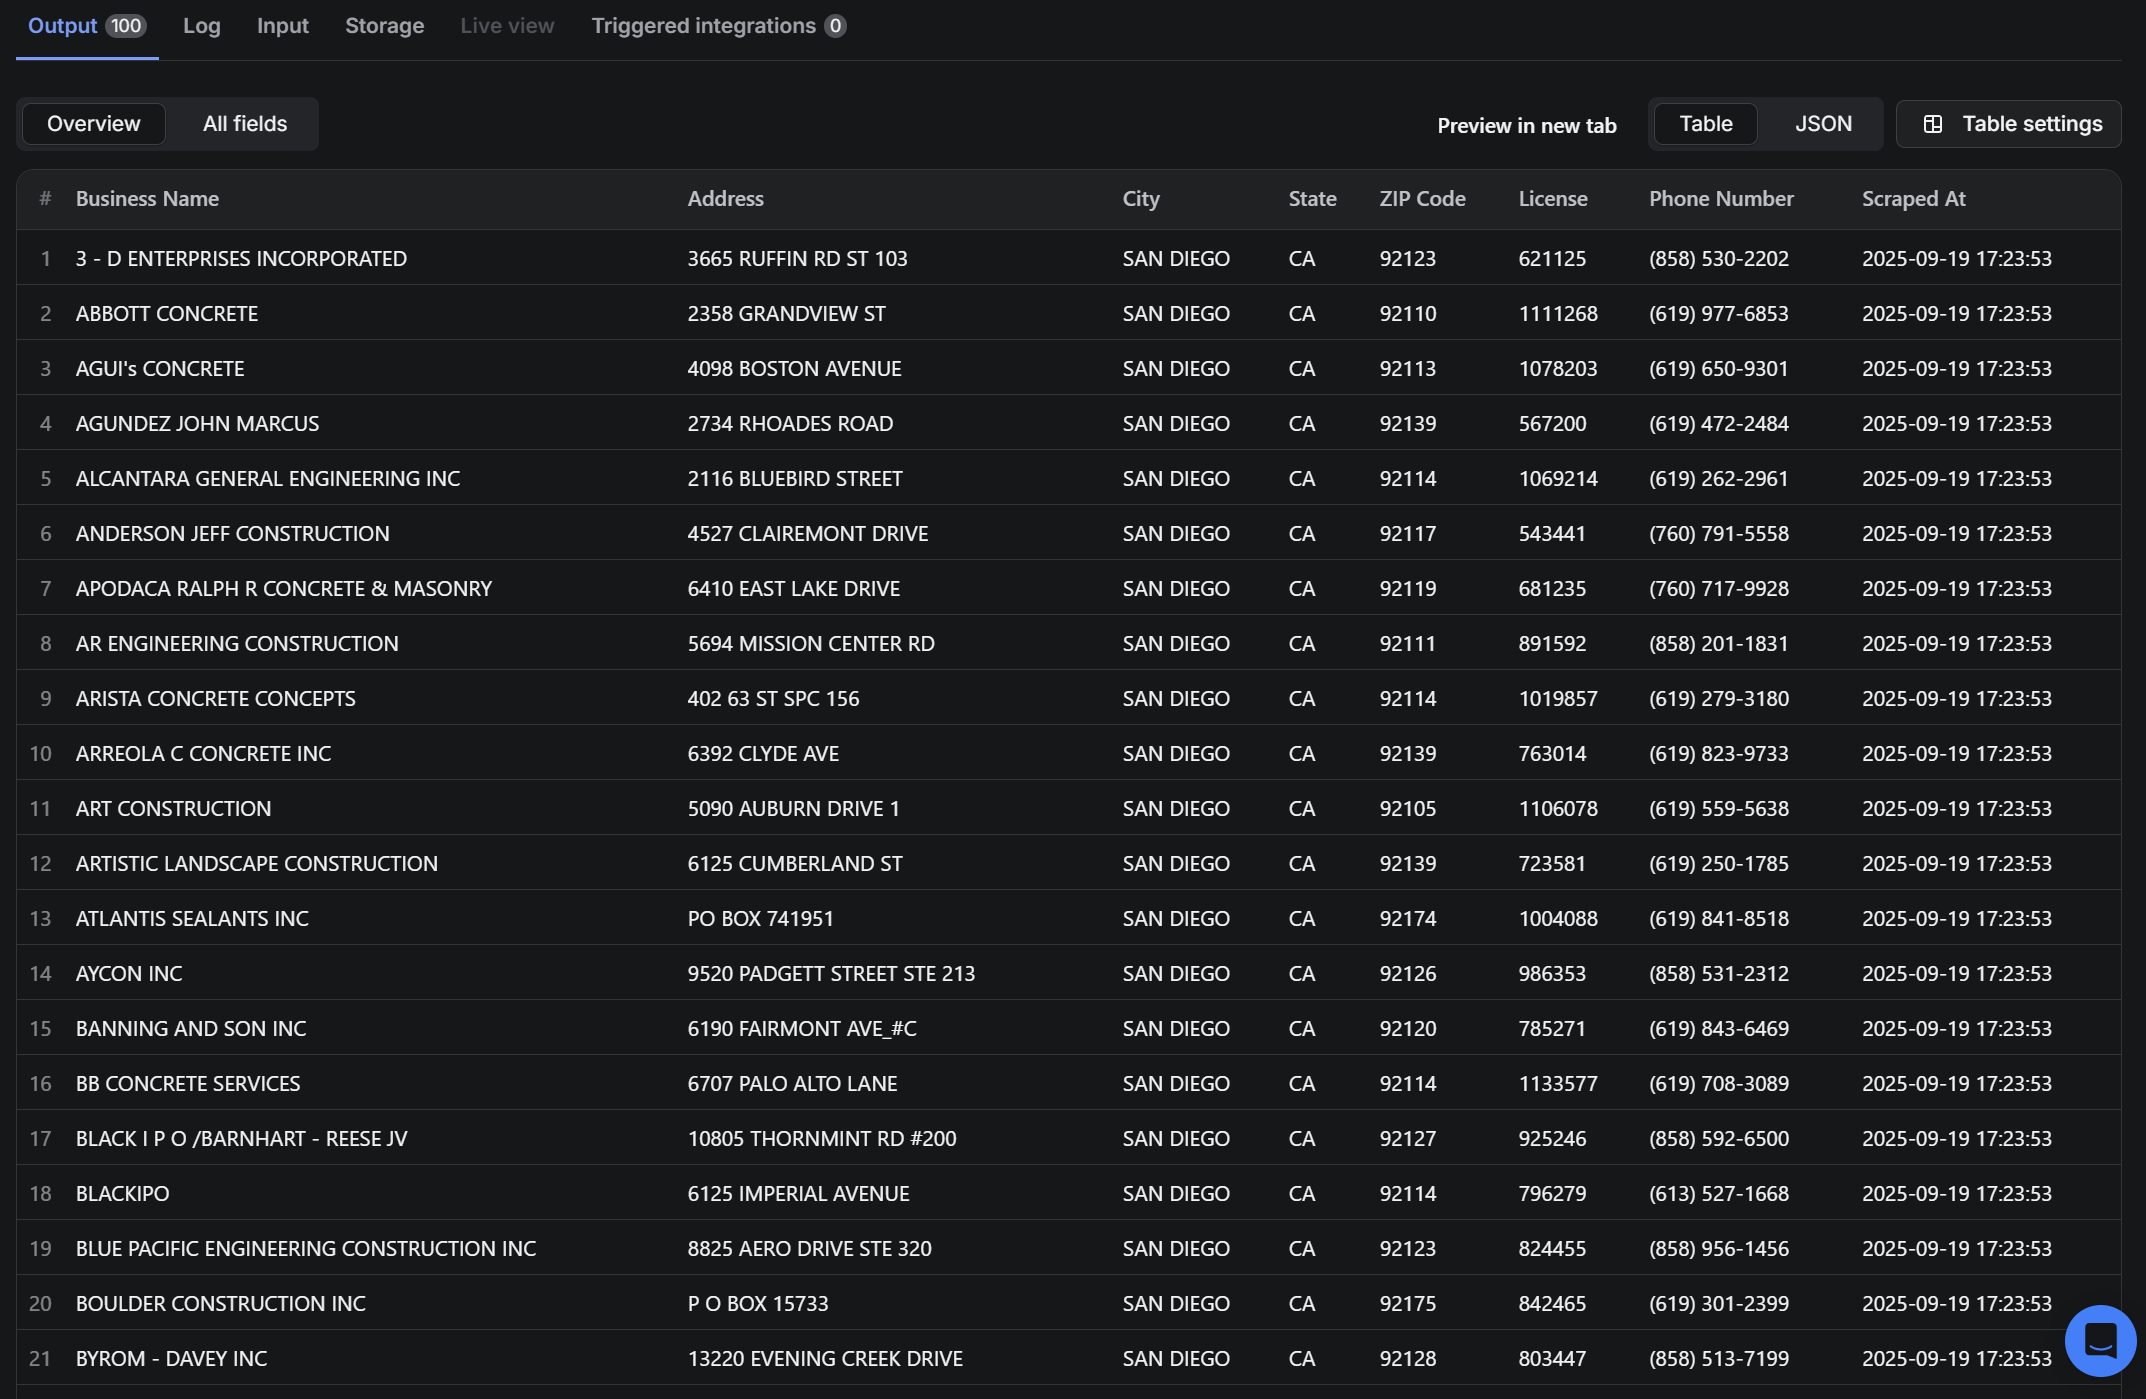 Output 100 Log Input Storage Live view Triggered integrations 0
Overview All fields Preview in new tab Table JSON Table settings
# Business Name Address City State ZIP Code License Phone Number Scraped At
1 3 - D ENTERPRISES INCORPORATED 3665 RUFFIN RD ST 103 SAN DIEGO CA 92123 621125 (858) 530-2202 2025-09-19 17:23:53
2 ABBOTT CONCRETE 2358 GRANDVIEW ST SAN DIEGO CA 92110 1111268 (619) 977-6853 2025-09-19 17:23:53
3 AGUI's CONCRETE 4098 BOSTON AVENUE SAN DIEGO CA 92113 1078203 (619) 650-9301 2025-09-19 17:23:53
4 AGUNDEZ JOHN MARCUS 2734 RHOADES ROAD SAN DIEGO CA 92139 567200 (619) 472-2484 2025-09-19 17:23:53
5 ALCANTARA GENERAL ENGINEERING INC 2116 BLUEBIRD STREET SAN DIEGO CA 92114 1069214 (619) 262-2961 2025-09-19 17:23:53
6 ANDERSON JEFF CONSTRUCTION 4527 CLAIREMONT DRIVE SAN DIEGO CA 92117 543441 (760) 791-5558 2025-09-19 17:23:53
7 APODACA RALPH R CONCRETE & MASONRY 6410 EAST LAKE DRIVE SAN DIEGO CA 92119 681235 (760) 717-9928 2025-09-19 17:23:53
8 AR ENGINEERING CONSTRUCTION 5694 MISSION CENTER RD SAN DIEGO CA 92111 891592 (858) 201-1831 2025-09-19 17:23:53
9 ARISTA CONCRETE CONCEPTS 402 63 ST SPC 156 SAN DIEGO CA 92114 1019857 (619) 279-3180 2025-09-19 17:23:53
10 ARREOLA C CONCRETE INC 6392 CLYDE AVE SAN DIEGO CA 92139 763014 (619) 823-9733 2025-09-19 17:23:53
11 ART CONSTRUCTION 5090 AUBURN DRIVE 1 SAN DIEGO CA 92105 1106078 (619) 559-5638 2025-09-19 17:23:53
12 ARTISTIC LANDSCAPE CONSTRUCTION 6125 CUMBERLAND ST SAN DIEGO CA 92139 723581 (619) 250-1785 2025-09-19 17:23:53
13 ATLANTIS SEALANTS INC PO BOX 741951 SAN DIEGO CA 92174 1004088 (619) 841-8518 2025-09-19 17:23:53
14 AYCON INC 9520 PADGETT STREET STE 213 SAN DIEGO CA 92126 986353 (858) 531-2312 2025-09-19 17:23:53
15 BANNING AND SON INC 6190 FAIRMONT AVE_#C SAN DIEGO CA 92120 785271 (619) 843-6469 2025-09-19 17:23:53
16 BB CONCRETE SERVICES 6707 PALO ALTO LANE SAN DIEGO CA 92114 1133577 (619) 708-3089 2025-09-19 17:23:53
17 BLACK I P O /BARNHART - REESE JV 10805 THORNMINT RD #200 SAN DIEGO CA 92127 925246 (858) 592-6500 2025-09-19 17:23:53
18 BLACKIPO 6125 IMPERIAL AVENUE SAN DIEGO CA 92114 796279 (613) 527-1668 2025-09-19 17:23:53
19 BLUE PACIFIC ENGINEERING CONSTRUCTION INC 8825 AERO DRIVE STE 320 SAN DIEGO CA 92123 824455 (858) 956-1456 2025-09-19 17:23:53
20 BOULDER CONSTRUCTION INC P O BOX 15733 SAN DIEGO CA 92175 842465 (619) 301-2399 2025-09-19 17:23:53
21 BYROM - DAVEY INC 13220 EVENING CREEK DRIVE SAN DIEGO CA 92128 803447 (858) 513-7199 2025-09-19 17:23:53